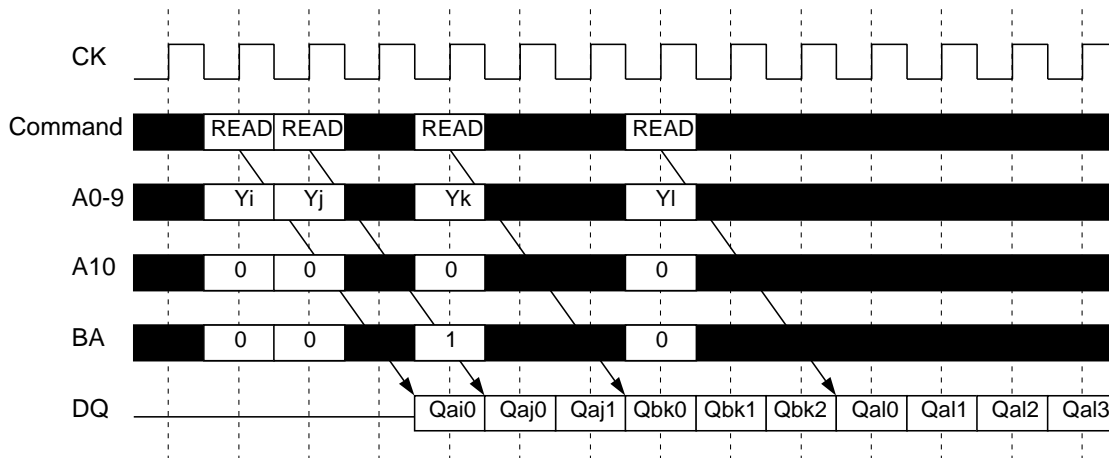 CK
Command READ READ READ READ
A0-9 Yi Yj Yk Yl
A10 0 0 0 0
BA 0 0 1 0
DQ Qai0 Qaj0 Qaj1 Qbk0 Qbk1 Qbk2 Qal0 Qal1 Qal2 Qal3